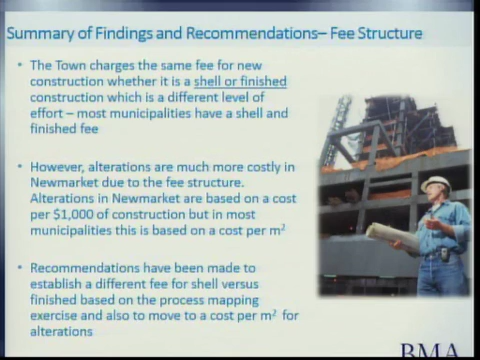 Summary of Findings and Recommendations– Fee Structure
• The Town charges the same fee for new
construction whether it is a shell or finished
construction which is a different level of
effort – most municipalities have a shell and
finished fee
• However, alterations are much more costly in
Newmarket due to the fee structure.
Alterations in Newmarket are based on a cost
per $1,000 of construction but in most
municipalities this is based on a cost per m²
• Recommendations have been made to
establish a different fee for shell versus
finished based on the process mapping
exercise and also to move to a cost per m² for
alterations
BMA